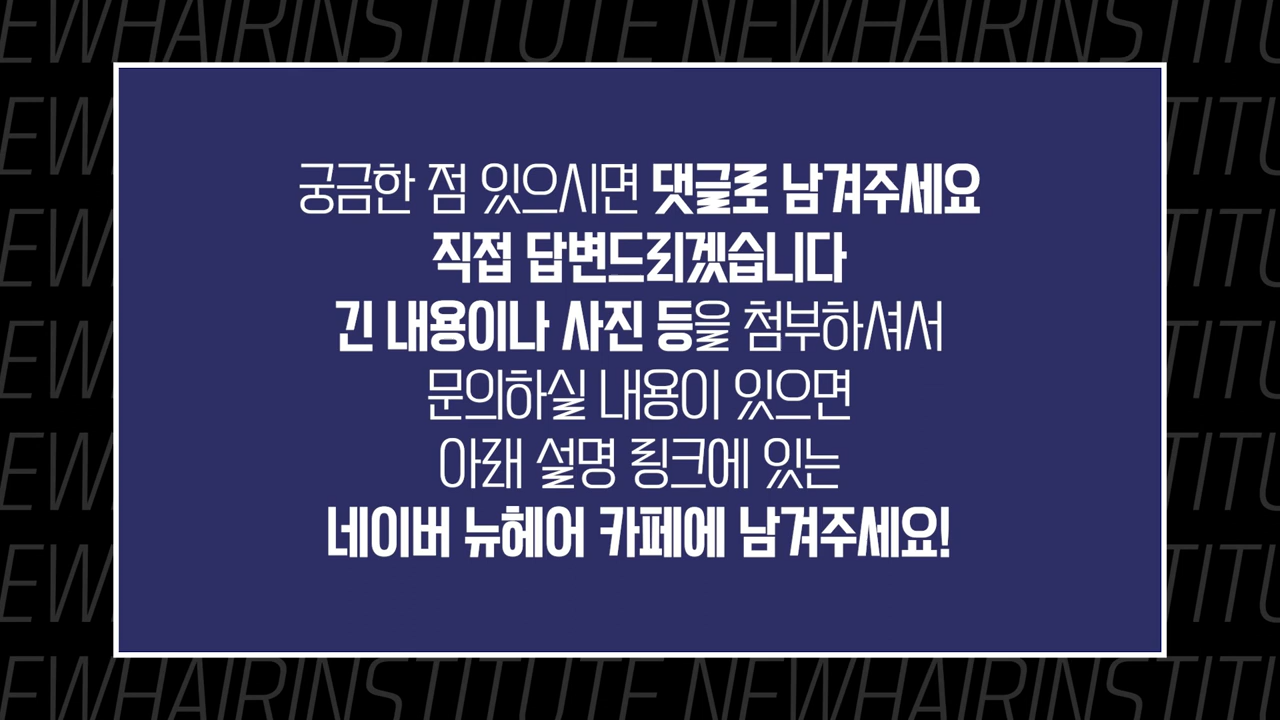 NEWHAIRINSTITUTE NEWHAIRINSTITU
궁금한 점 있으시면 댓글로 남겨주세요
직접 답변드리겠습니다
긴 내용이나 사진 등을 첨부하셔서
문의하실 내용이 있으면
아래 설명 링크에 있는
네이버 뉴헤어 카페에 남겨주세요!
NEWHAIRINSTITUTE NEWHAIRINSTITU